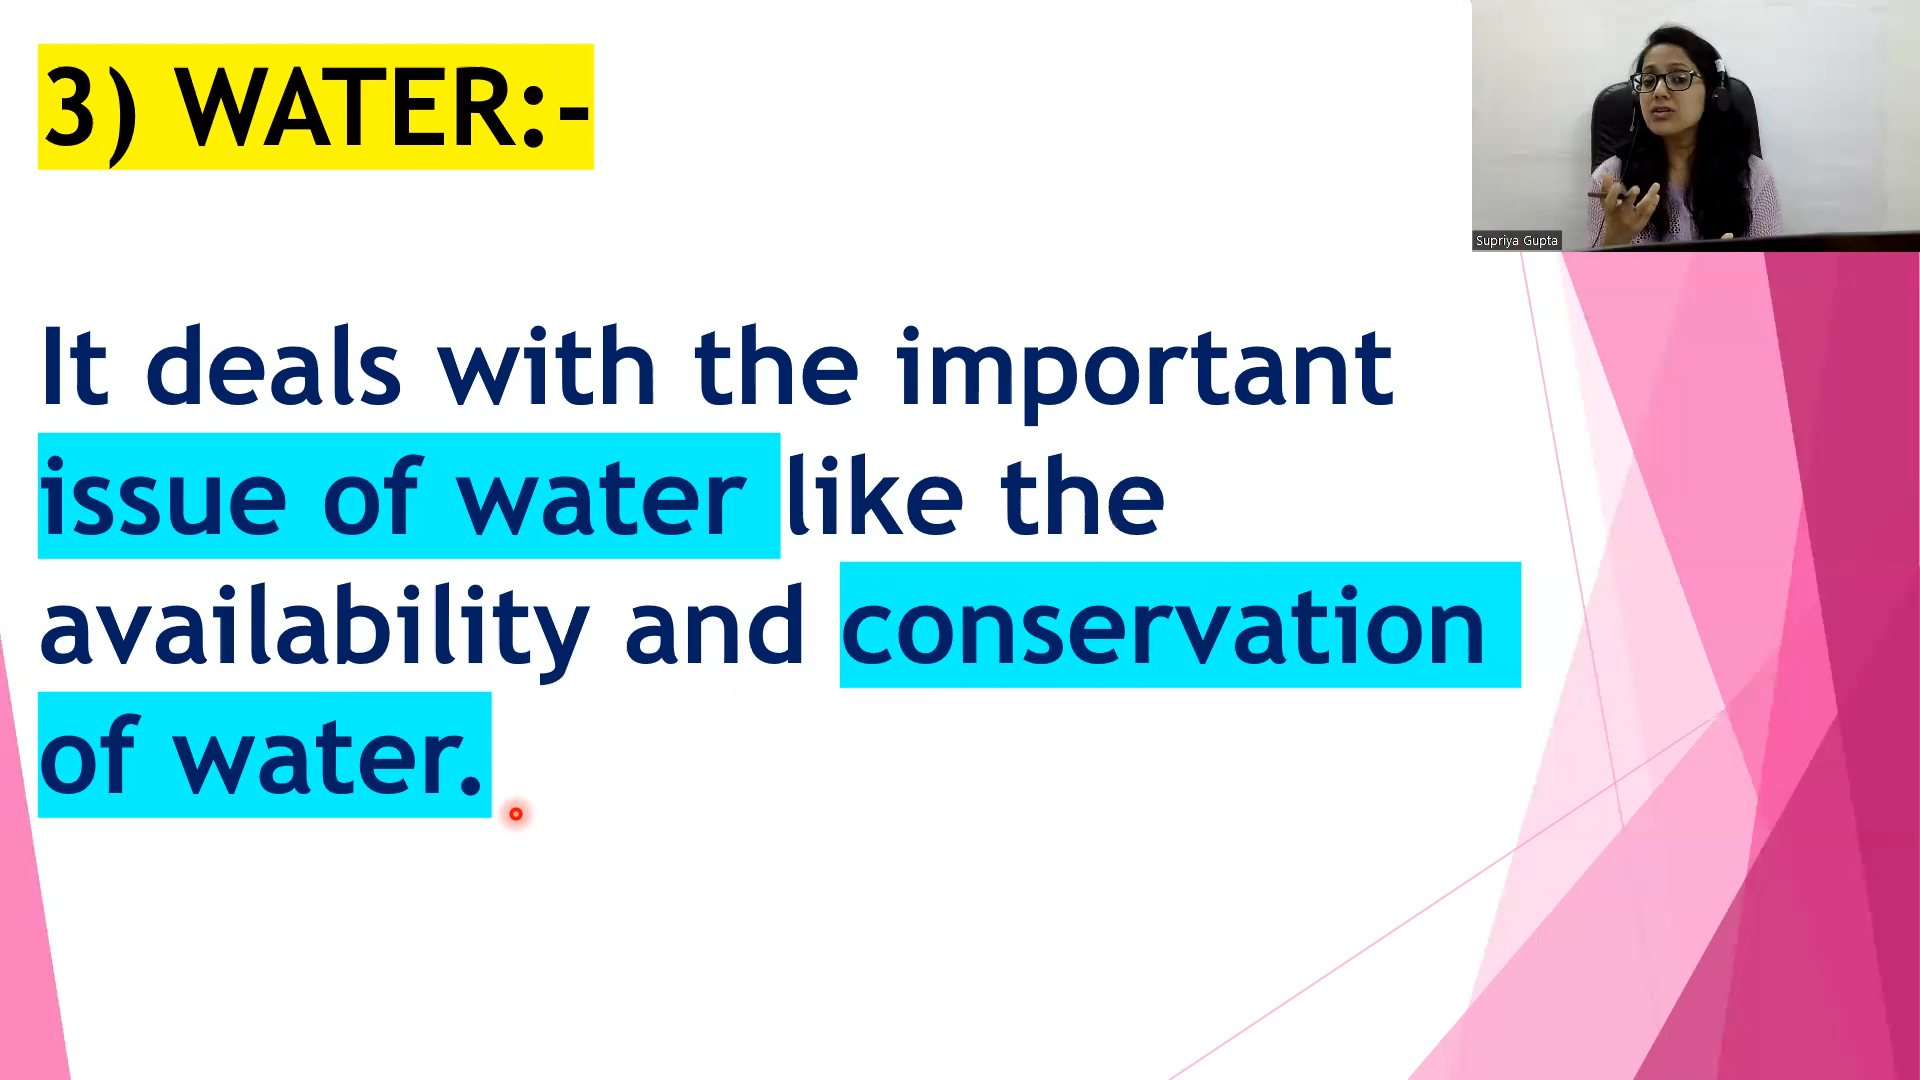 3) WATER:-
Supriya Gupta
It deals with the important
issue of water like the
availability and conservation
of water.